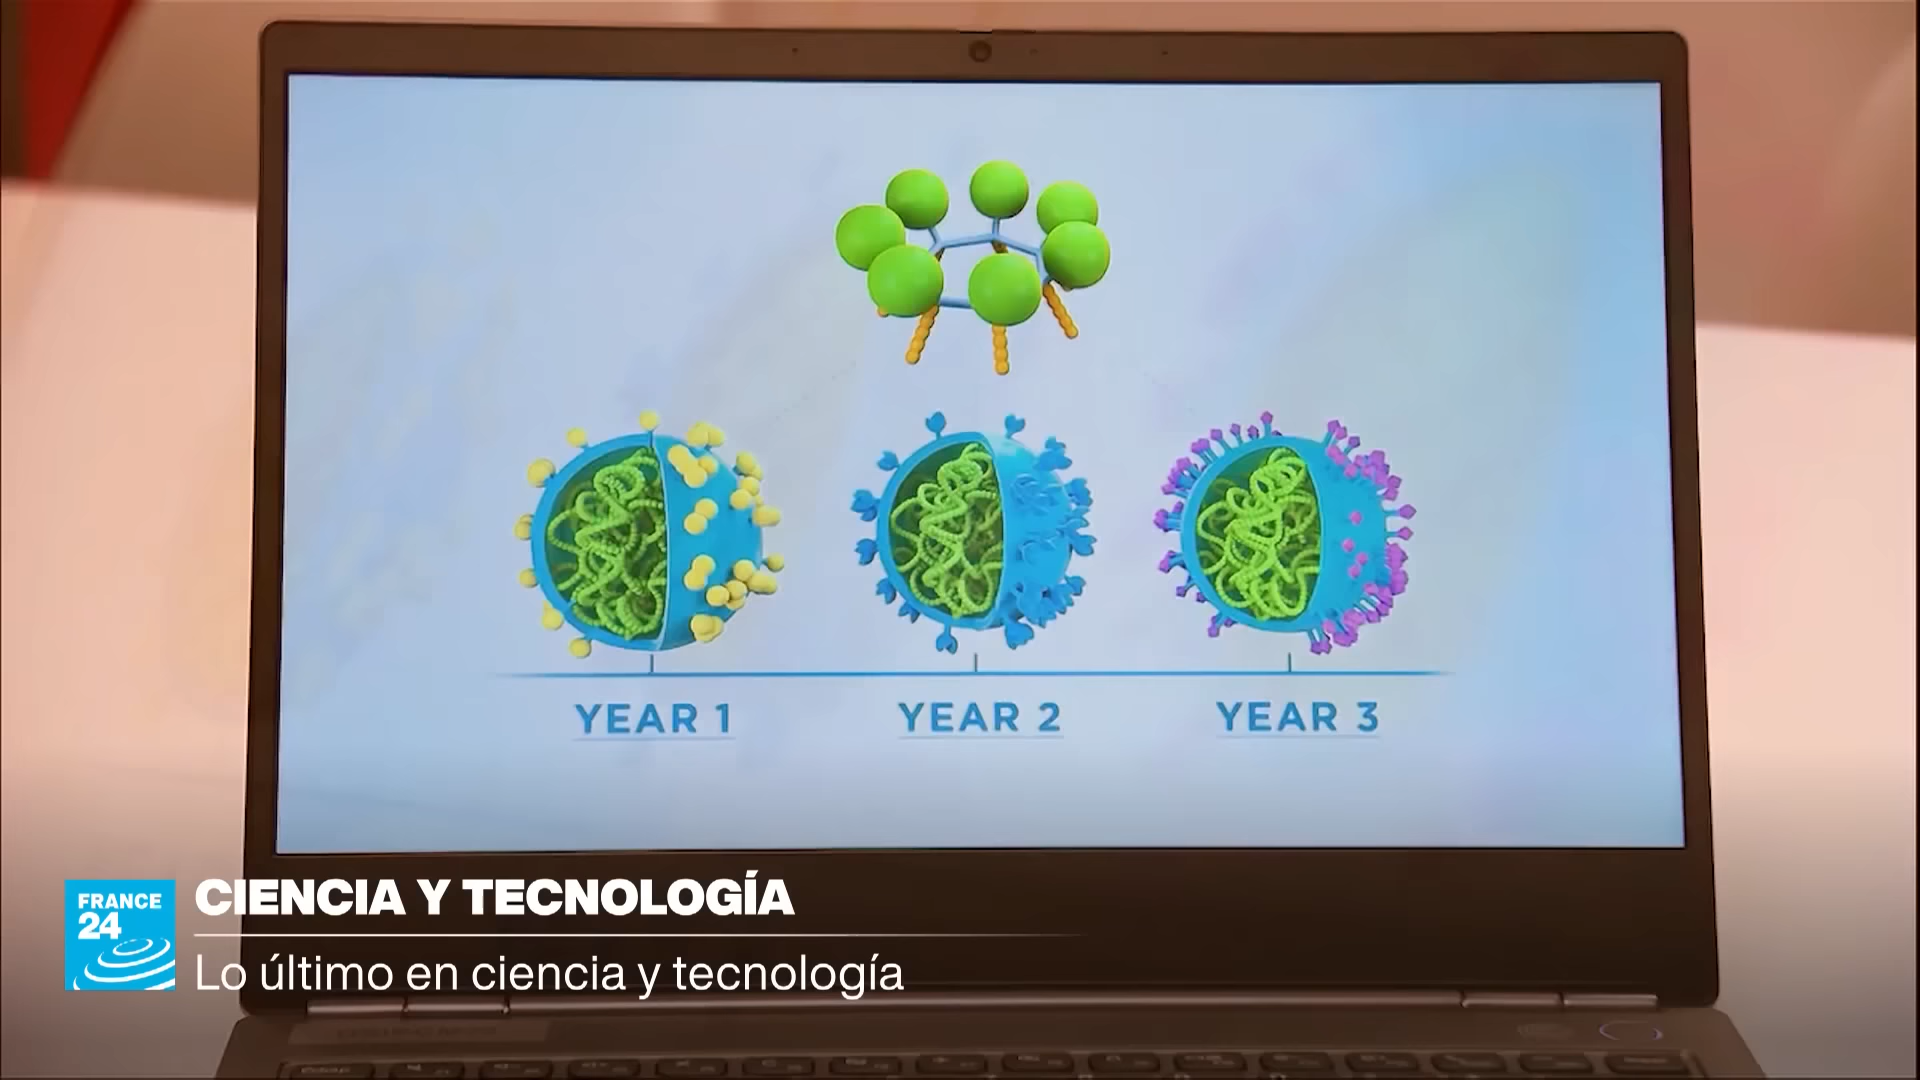 YEAR 1
YEAR 2
YEAR 3
FRANCE
24
CIENCIA Y TECNOLOGÍA
Lo último en ciencia y tecnología